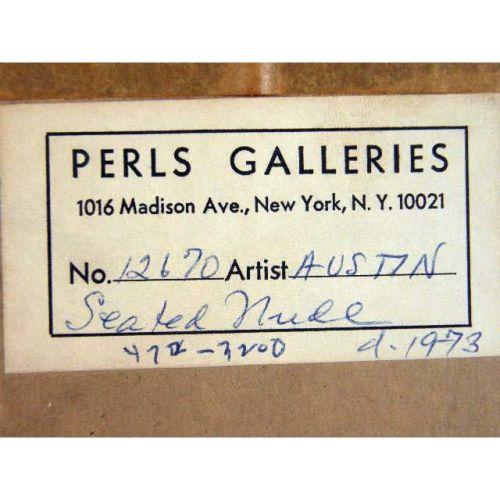 PERLS GALLERIES
1016 Madison Ave., New York, N. Y. 10021
No. 12670 Artist AUSTIN
Seated Nude
d. 1973